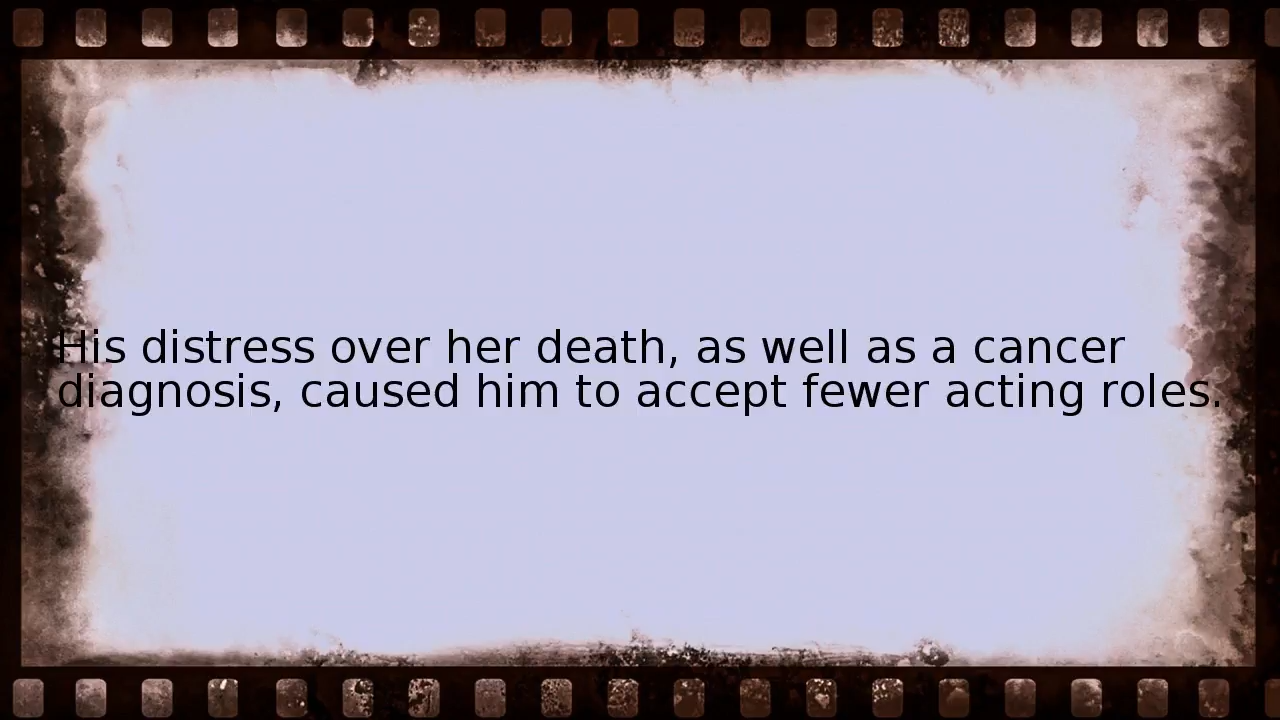 His distress over her death, as well as a cancer
diagnosis, caused him to accept fewer acting roles.